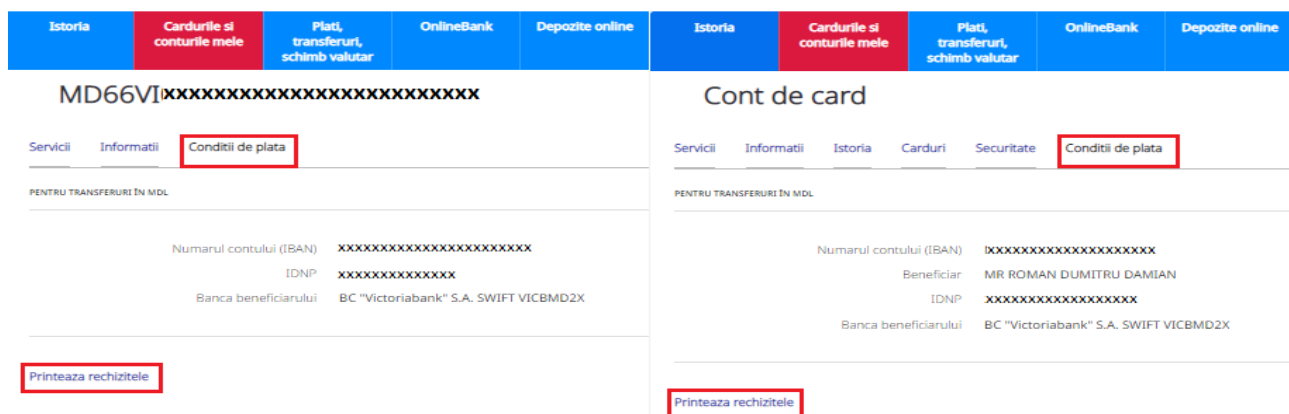 Istoria
Cardurile si conturile mele
Plati, transferuri, schimb valutar
OnlineBank
Depozite online
MD66VIxxxxxxxxxxxxxxxxxxxxxxxxxx
Servicii Informatii Conditii de plata
PENTRU TRANSFERURI ÎN MDL
Numarul contului (IBAN) xxxxxxxxxxxxxxxxxxxxxxx
IDNP xxxxxxxxxxxxxx
Banca beneficiarului BC "Victoriabank" S.A. SWIFT VICBMD2X
Printeaza rechizitele
Istoria
Cardurile si conturile mele
Plati, transferuri, schimb valutar
OnlineBank
Depozite online
Cont de card
Servicii Informatii Istoria Carduri Securitate Conditii de plata
PENTRU TRANSFERURI ÎN MDL
Numarul contului (IBAN) xxxxxxxxxxxxxxxxxxxx
Beneficiar MR ROMAN DUMITRU DAMIAN
IDNP xxxxxxxxxxxxxxxxxx
Banca beneficiarului BC "Victoriabank" S.A. SWIFT VICBMD2X
Printeaza rechizitele